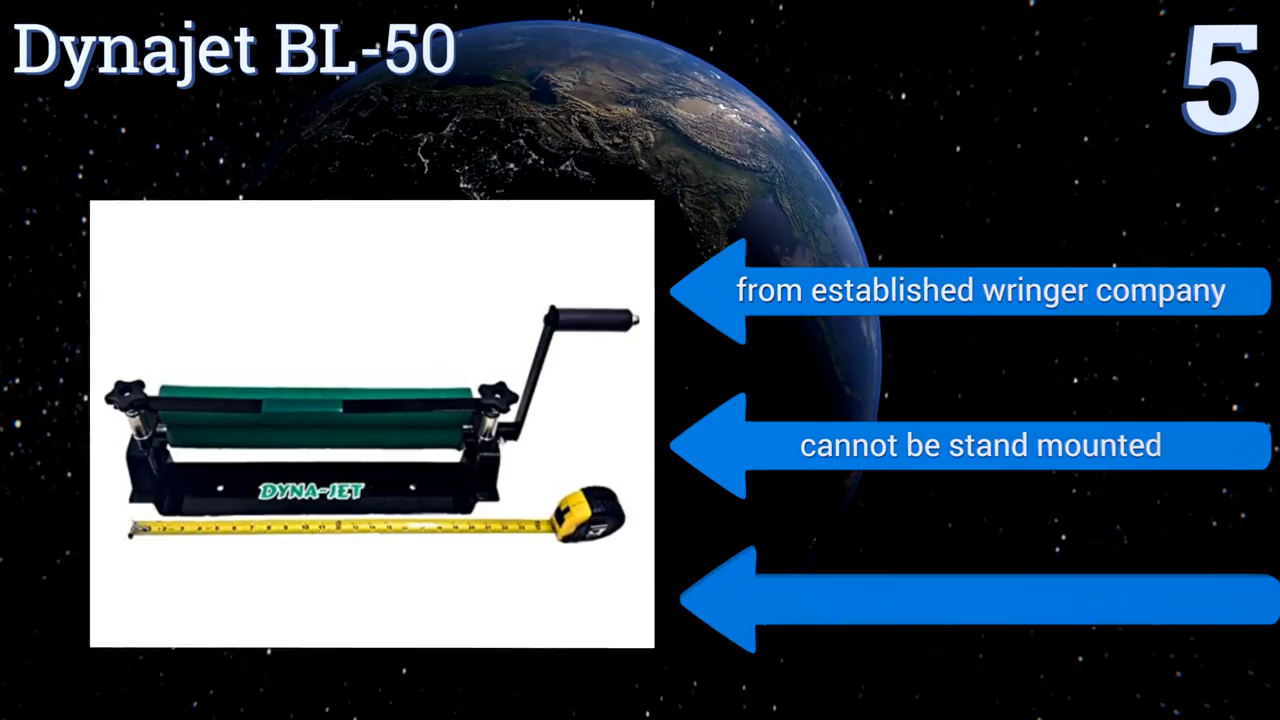 Dynajet BL-50
5
from established wringer company
cannot be stand mounted
DYNA-JET